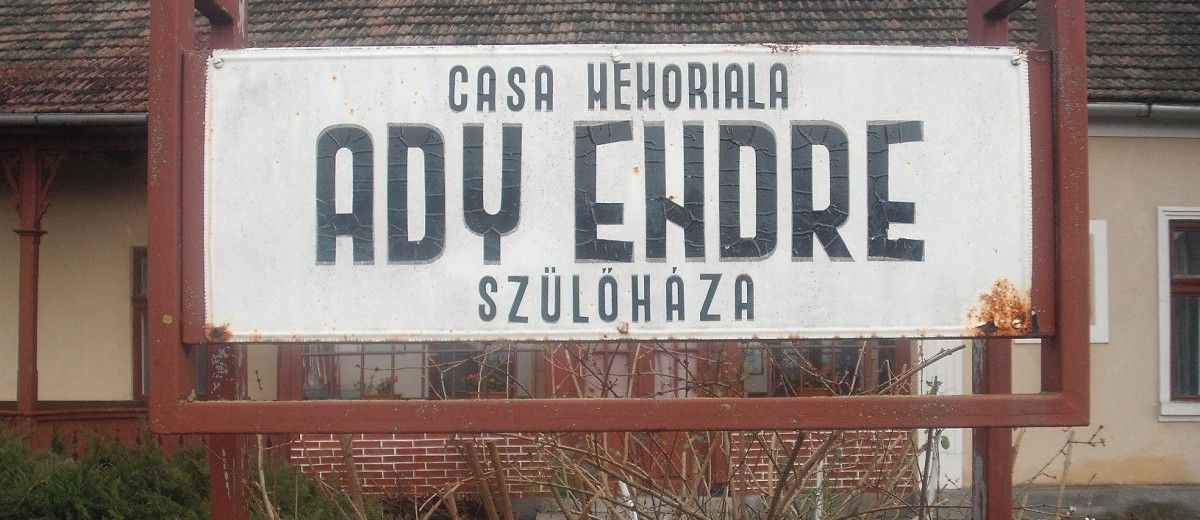 CASA MEMORIALA
ADY ENDRE
SZÜLŐHÁZA